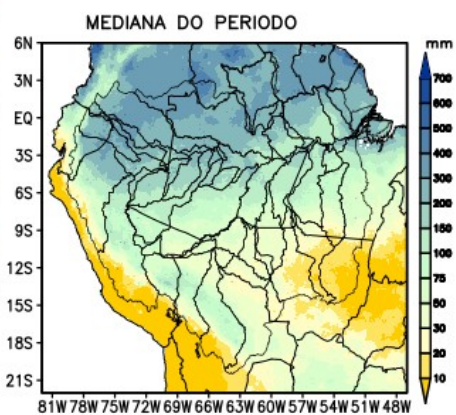 MEDIANA DO PERIODO
mm
6N
3N
EQ
3S
6S
9S
12S
15S
18S
21S
700
600
500
400
300
200
100
75
50
30
20
10
81W 78W 75W 72W 69W 66W 63W 60W 57W 54W 51W 48W